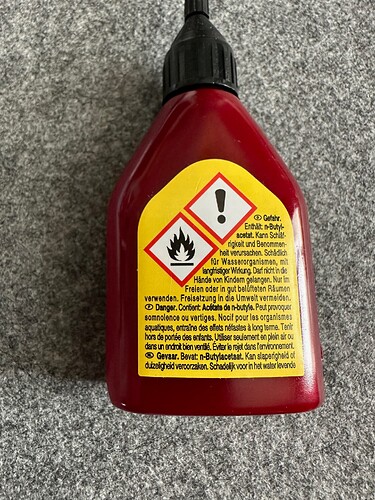 Ⓓ Gefahr.
Enthält: n-Butyl-
acetat. Kann Schläf-
rigkeit und Benommen-
heit verursachen. Schädlich
für Wasserorganismen, mit
langfristiger Wirkung. Darf nicht in die
Hände von Kindern gelangen. Nur im
Freien oder in gut belüfteten Räumen
verwenden. Freisetzung in die Umwelt vermeiden.
Ⓕ Danger. Contient: Acétate de n-butyle. Peut provoquer
somnolence ou vertiges. Nocif pour les organismes
aquatiques, entraîne des effets néfastes à long terme. Tenir
hors de portée des enfants. Utiliser seulement en plein air ou
dans un endroit bien ventilé. Éviter le rejet dans l'environnement.
Gevaar. Bevat: n-Butylacetaat. Kan slaperigheid of
duizeligheid veroorzaken. Schadelijk voor in het water levende